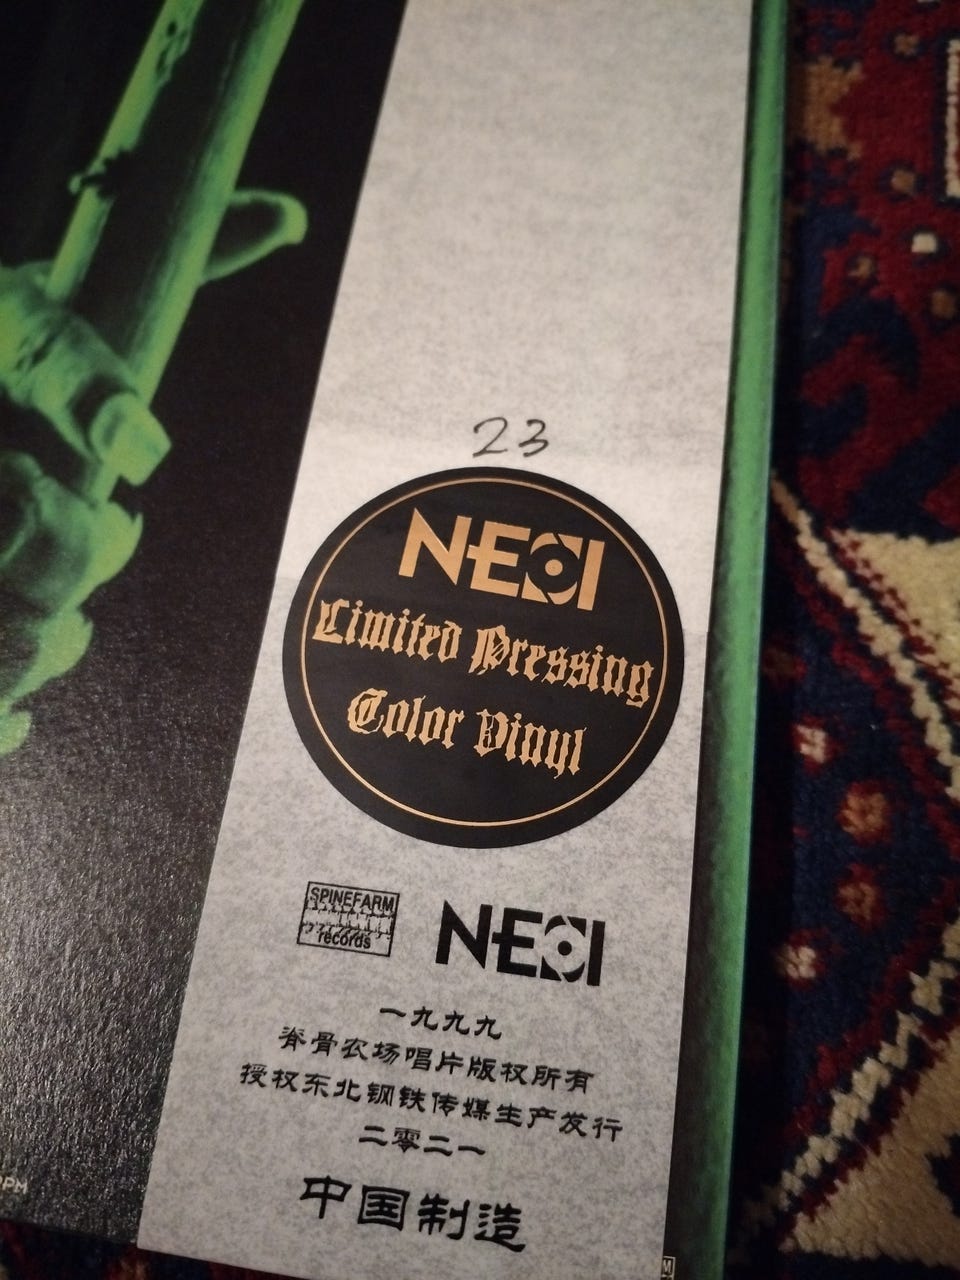 23
NESI
Limited Pressing
Color Vinyl
SPINEFARM
records
NESI
一九九九
脊骨农场唱片版权所有
授权东北钢铁传媒生产发行
二零二一
中国制造